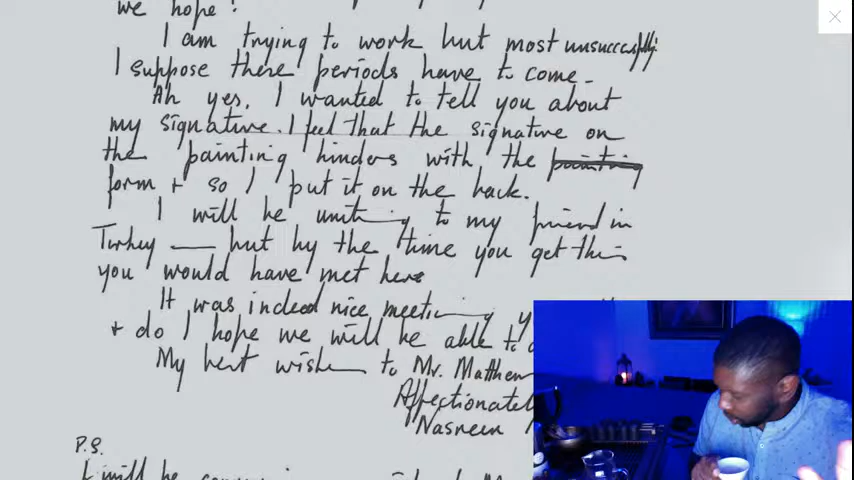 we hope!
I am trying to work but most unsuccessfully
I suppose these periods have to come –
Ah yes, I wanted to tell you about
my signature. I feel that the signature on
the painting hinders with the painting
form + so I put it on the back.
I will be writing to my friend in
Turkey — but by the time you get this
you would have met her
It was indeed nice meeting
+ do I hope we will be able to
My best wishes to Mr. Matthew
Affectionately
Nasreen
P.S.
I will be